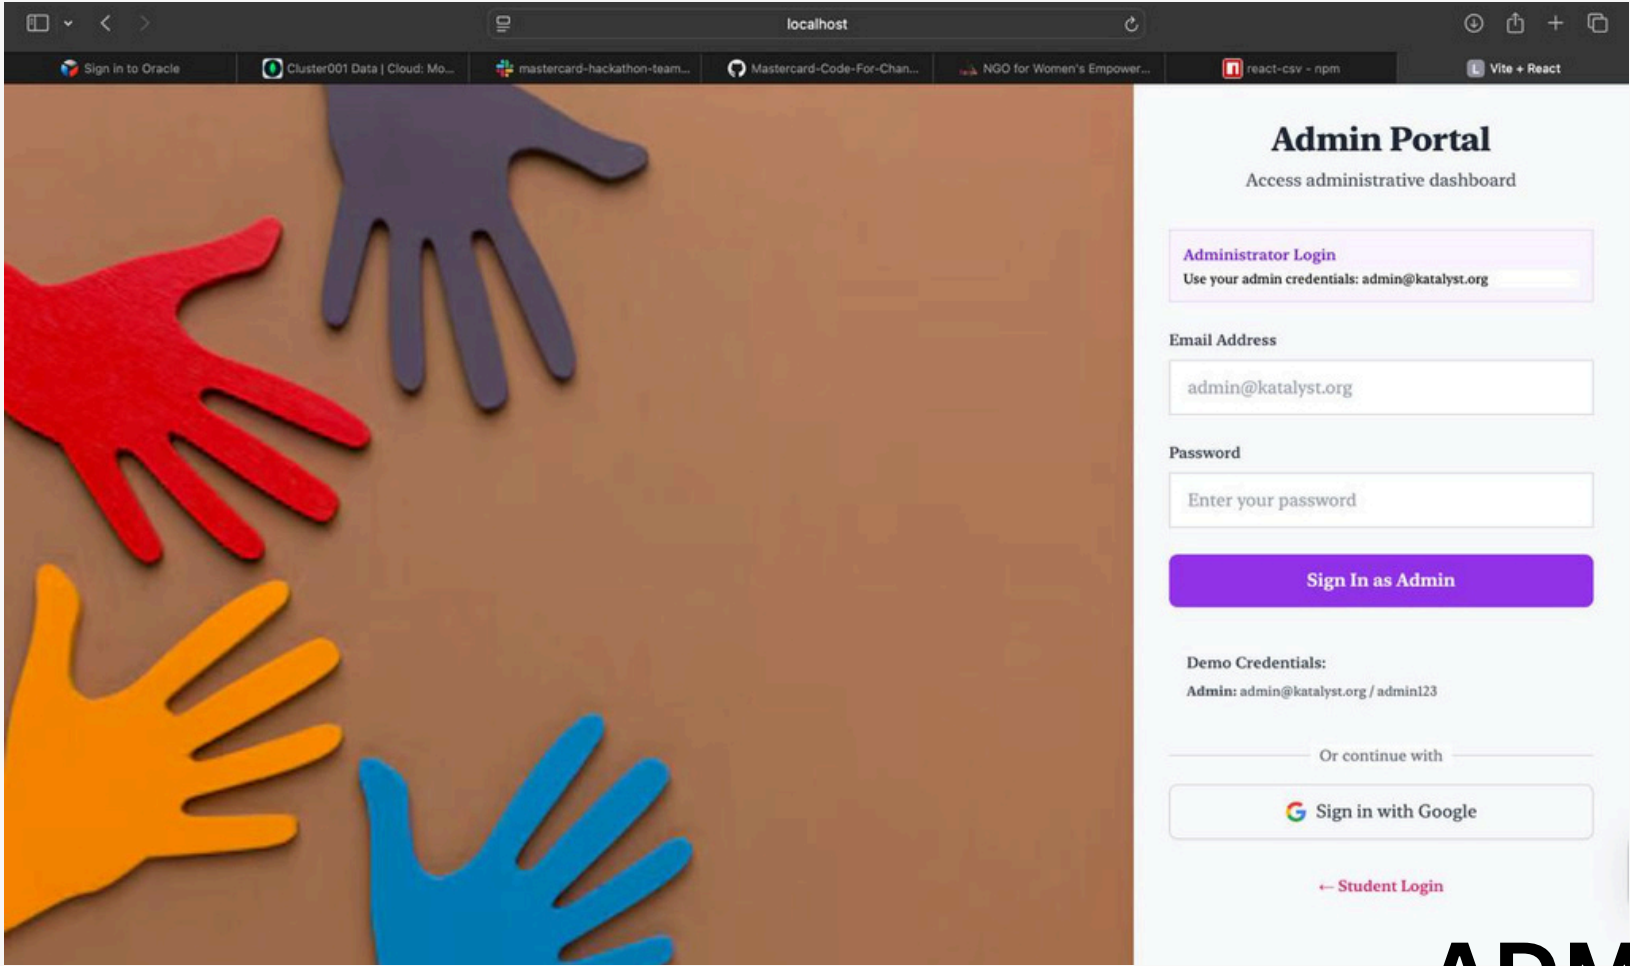 localhost
Sign in to Oracle
Cluster001 Data | Cloud: Mo...
mastercard-hackathon-team...
Mastercard-Code-For-Chan...
NGO for Women's Empower...
react-csv - npm
Vite + React
Admin Portal
Access administrative dashboard
Administrator Login
Use your admin credentials: admin@katalyst.org
Email Address
admin@katalyst.org
Password
Enter your password
Sign In as Admin
Demo Credentials:
Admin: admin@katalyst.org / admin123
Or continue with
Sign in with Google
← Student Login